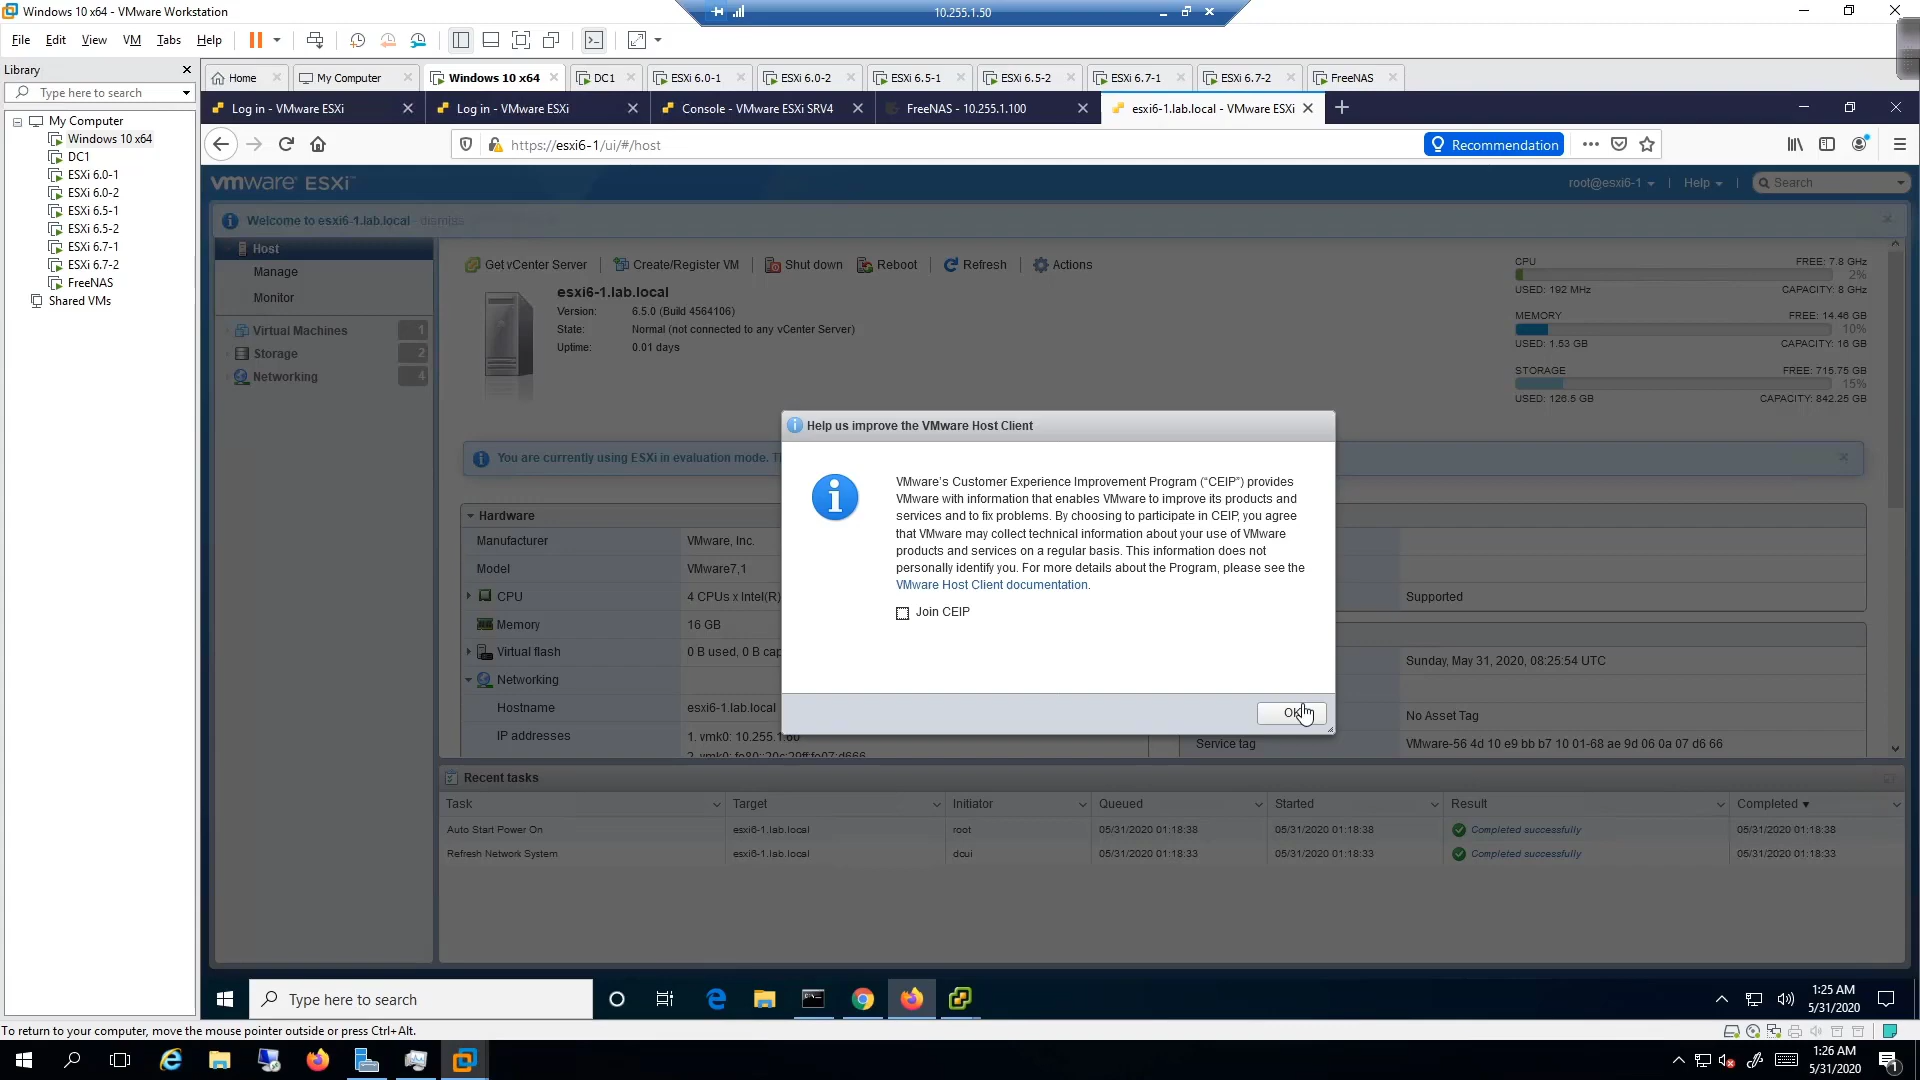 Windows 10 x64 - VMware Workstation
10.255.1.50
File Edit View VM Tabs Help
Library
Type here to search
My Computer
Windows 10 x64
DC1
ESXi 6.0-1
ESXi 6.0-2
ESXi 6.5-1
ESXi 6.5-2
ESXi 6.7-1
ESXi 6.7-2
FreeNAS
Shared VMs
Home My Computer Windows 10 x64 DC1 ESXi 6.0-1 ESXi 6.0-2 ESXi 6.5-1 ESXi 6.5-2 ESXi 6.7-1 ESXi 6.7-2 FreeNAS
Log in - VMware ESXi Log in - VMware ESXi Console - VMware ESXi SRV4 FreeNAS - 10.255.1.100 esxi6-1.lab.local - VMware ESXi
https://esxi6-1/ui/#/host Recommendation
vmware ESXi root@esxi6-1 | Help | Search
Welcome to esxi6-1.lab.local - dismiss
Host
Manage
Monitor
Virtual Machines 1
Storage 2
Networking 4
Get vCenter Server | Create/Register VM | Shut down Reboot | Refresh | Actions
esxi6-1.lab.local
Version: 6.5.0 (Build 4564106)
State: Normal (not connected to any vCenter Server)
Uptime: 0.01 days
CPU FREE: 7.8 GHz
2%
USED: 192 MHz CAPACITY: 8 GHz
MEMORY FREE: 14.46 GB
10%
USED: 1.53 GB CAPACITY: 16 GB
STORAGE FREE: 715.75 GB
15%
USED: 126.5 GB CAPACITY: 842.25 GB
You are currently using ESXi in evaluation mode.
Hardware
Manufacturer VMware, Inc.
Model VMware7,1
CPU 4 CPUs x Intel(R)
Memory 16 GB
Virtual flash 0 B used, 0 B cap
Networking
Hostname esxi6-1.lab.local
IP addresses 1. vmk0: 10.255.1.60
2. vmk0: fe80::20c:29ff:fe07:d666
Supported
Sunday, May 31, 2020, 08:25:54 UTC
No Asset Tag
Service tag VMware-56 4d 10 e9 bb b7 10 01-68 ae 9d 06 0a 07 d6 66
Help us improve the VMware Host Client
VMware's Customer Experience Improvement Program ("CEIP") provides
VMware with information that enables VMware to improve its products and
services and to fix problems. By choosing to participate in CEIP, you agree
that VMware may collect technical information about your use of VMware
products and services on a regular basis. This information does not
personally identify you. For more details about the Program, please see the
VMware Host Client documentation.
Join CEIP
OK
Recent tasks
Task Target Initiator Queued Started Result Completed
Auto Start Power On esxi6-1.lab.local root 05/31/2020 01:18:38 05/31/2020 01:18:38 Completed successfully 05/31/2020 01:18:38
Refresh Network System esxi6-1.lab.local dcui 05/31/2020 01:18:33 05/31/2020 01:18:33 Completed successfully 05/31/2020 01:18:33
Type here to search
1:25 AM
5/31/2020
To return to your computer, move the mouse pointer outside or press Ctrl+Alt.
1:26 AM
5/31/2020
1